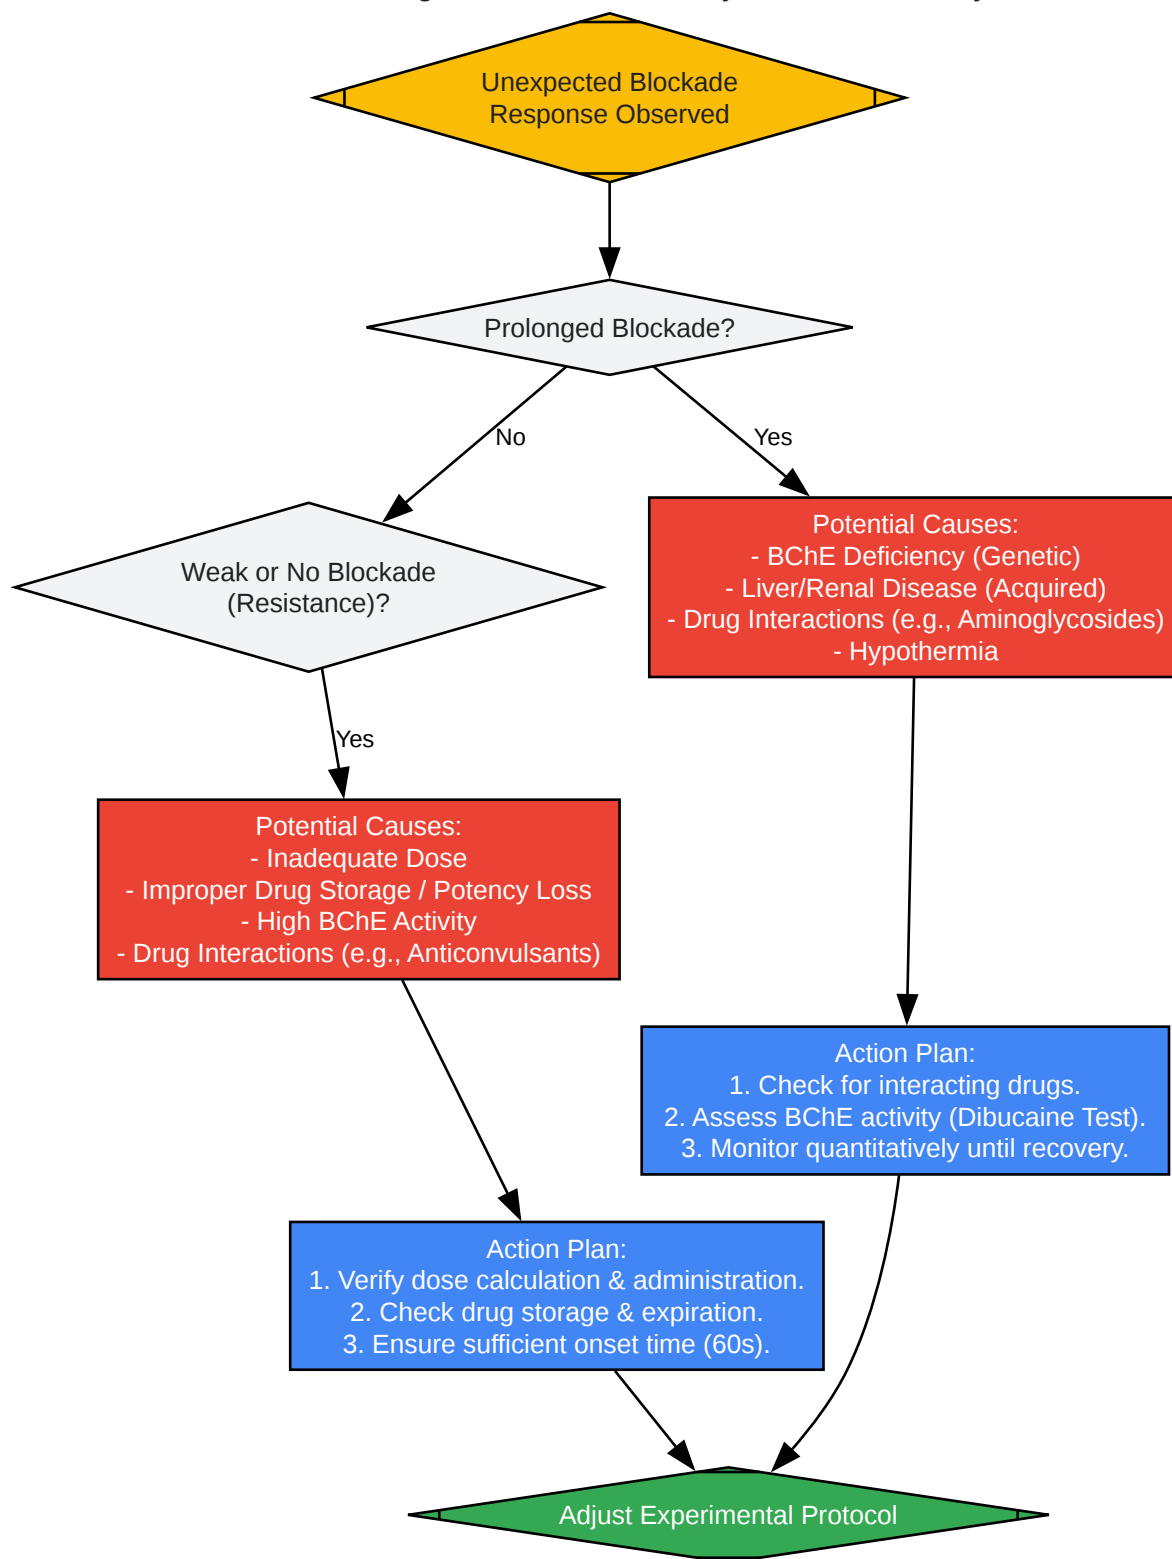 Unexpected Blockade
Response Observed
Prolonged Blockade?
No
Yes
Weak or No Blockade
(Resistance)?
Potential Causes:
- BChE Deficiency (Genetic)
- Liver/Renal Disease (Acquired)
- Drug Interactions (e.g., Aminoglycosides)
- Hypothermia
Yes
Potential Causes:
- Inadequate Dose
- Improper Drug Storage / Potency Loss
- High BChE Activity
- Drug Interactions (e.g., Anticonvulsants)
Action Plan:
1. Check for interacting drugs.
2. Assess BChE activity (Dibucaine Test).
3. Monitor quantitatively until recovery.
Action Plan:
1. Verify dose calculation & administration.
2. Check drug storage & expiration.
3. Ensure sufficient onset time (60s).
Adjust Experimental Protocol